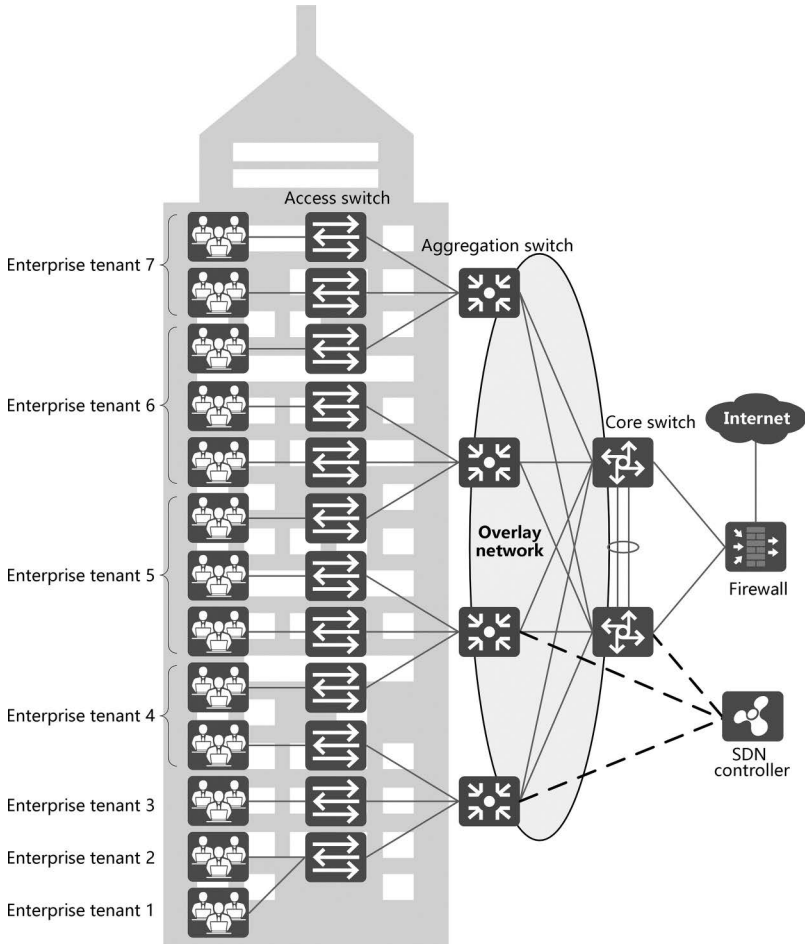 Access switch
Aggregation switch
Enterprise tenant 7
Enterprise tenant 6
Core switch
Internet
Overlay
network
Enterprise tenant 5
Firewall
Enterprise tenant 4
SDN
controller
Enterprise tenant 3
Enterprise tenant 2
Enterprise tenant 1